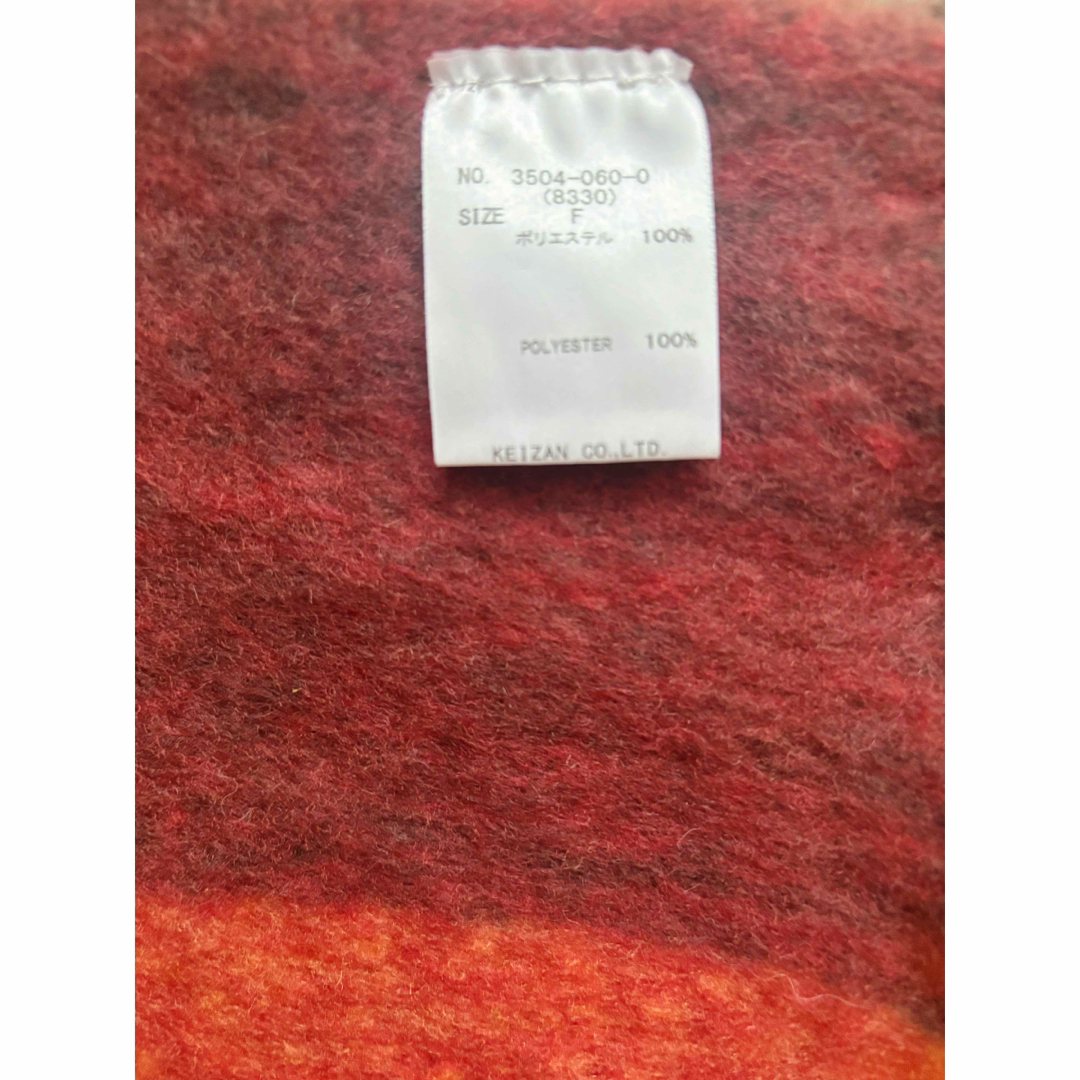 NO. 3504-060-0
(8330)
SIZE F
ポリエステル 100%
POLYESTER 100%
KEIZAN CO.,LTD.